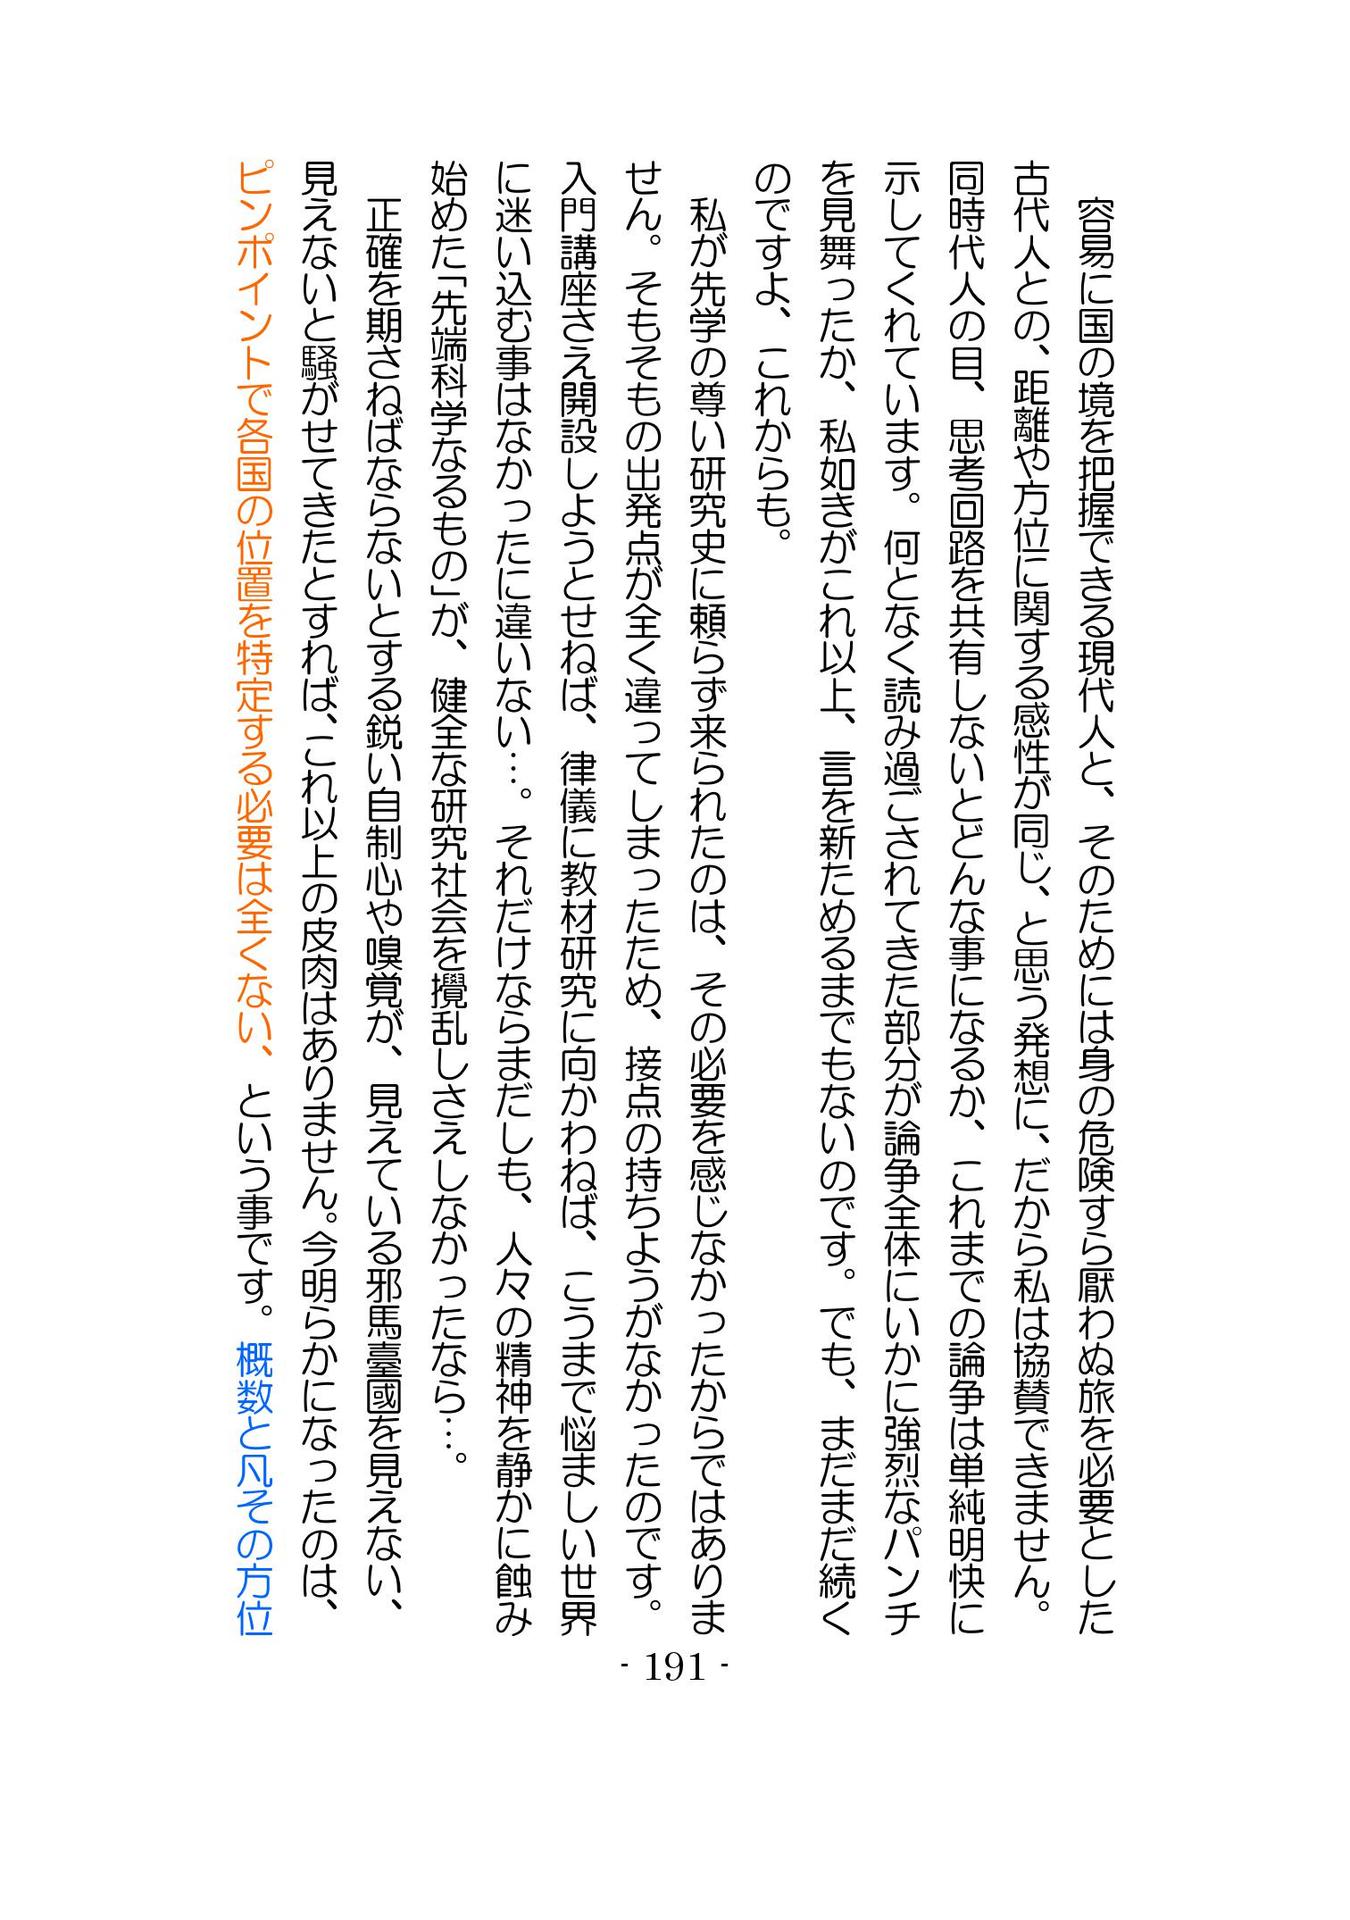 容易に国の境を把握できる現代人と、そのためには身の危険すら厭わぬ旅を必要とした
古代人との、距離や方位に関する感性が同じ、と思う発想に、だから私は協賛できません。
同時代人の目、思考回路を共有しないとどんな事になるか、これまでの論争は単純明快に
示してくれています。何となく読み過ごされてきた部分が論争全体にいかに強烈なパンチ
を見舞ったか、私如きがこれ以上、言を新ためるまでもないのです。でも、まだまだ続く
のですよ、これからも。
　私が先学の尊い研究史に頼らず来られたのは、その必要を感じなかったからではありま
せん。そもそもの出発点が全く違ってしまったため、接点の持ちようがなかったのです。
入門講座さえ開設しようとせねば、律儀に教材研究に向かわねば、こうまで悩ましい世界
に迷い込む事はなかったに違いない…。それだけならまだしも、人々の精神を静かに蝕み
始めた「先端科学なるもの」が、健全な研究社会を攪乱しさえしなかったなら…。
　正確を期さねばならないとする鋭い自制心や嗅覚が、見えている邪馬臺國を見えない、
見えないと騒がせてきたとすれば、これ以上の皮肉はありません。今明らかになったのは、
ピンポイントで各国の位置を特定する必要は全くない、という事です。概数と凡その方位
- 191 -